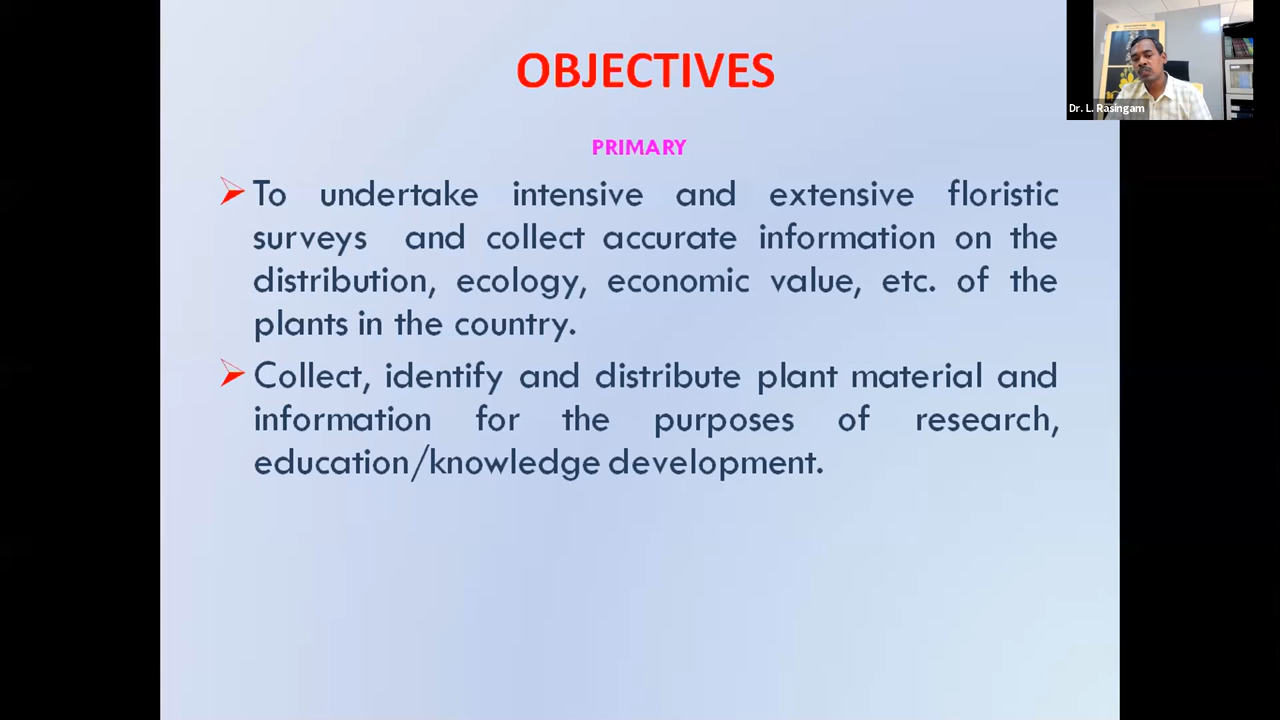 OBJECTIVES
Dr. L. Rasingam
PRIMARY
To undertake intensive and extensive floristic
surveys and collect accurate information on the
distribution, ecology, economic value, etc. of the
plants in the country.
Collect, identify and distribute plant material and
information for the purposes of research,
education/knowledge development.